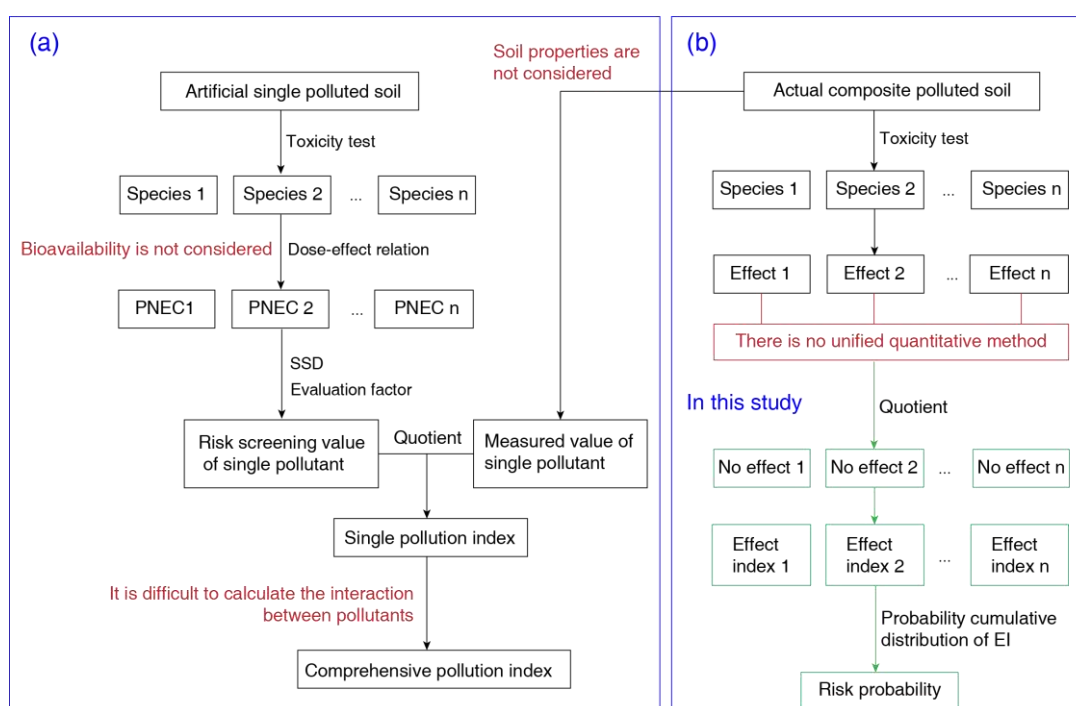 (a)
Soil properties are
not considered
Artificial single polluted soil
Toxicity test
Species 1
Species 2
...
Species n
Bioavailability is not considered
Dose-effect relation
PNEC1
PNEC 2
...
PNEC n
SSD
Evaluation factor
Risk screening value
of single pollutant
Quotient
Measured value of
single pollutant
Single pollution index
It is difficult to calculate the interaction
between pollutants
Comprehensive pollution index
(b)
Actual composite polluted soil
Toxicity test
Species 1
Species 2
...
Species n
Effect 1
Effect 2
...
Effect n
There is no unified quantitative method
In this study
Quotient
No effect 1
No effect 2
...
No effect n
Effect
index 1
Effect
index 2
...
Effect
index n
Probability cumulative
distribution of EI
Risk probability